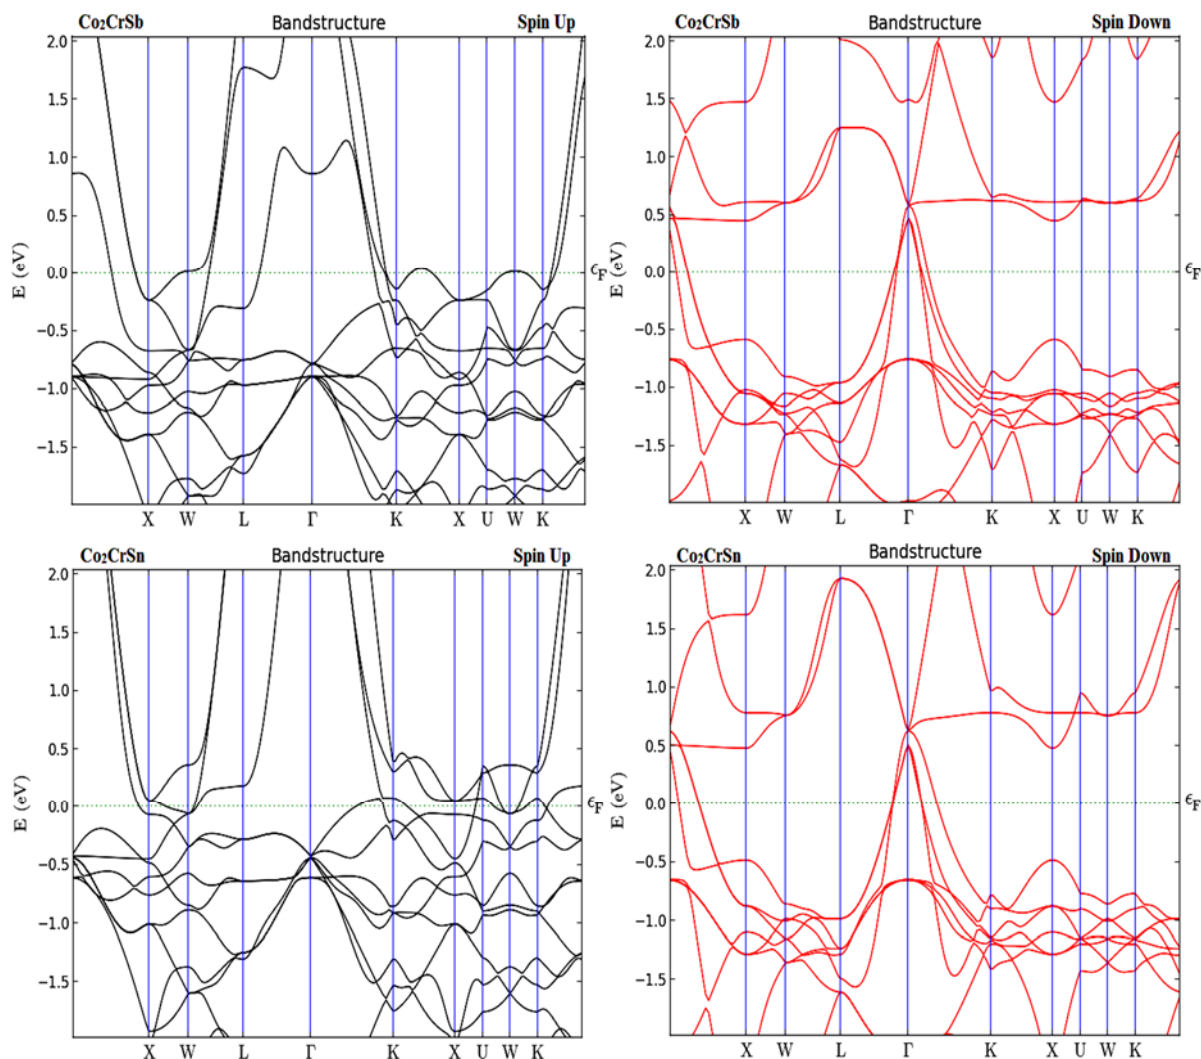 Co₂CrSb Bandstructure Spin Up
2.0
1.5
1.0
0.5
0.0
−0.5
−1.0
−1.5
E (eV)
ϵF
X W L Γ K X U W K
Co₂CrSb Bandstructure Spin Down
2.0
1.5
1.0
0.5
0.0
−0.5
−1.0
−1.5
E (eV)
ϵF
X W L Γ K X U W K
Co₂CrSn Bandstructure Spin Up
2.0
1.5
1.0
0.5
0.0
−0.5
−1.0
−1.5
E (eV)
ϵF
X W L Γ K X U W K
Co₂CrSn Bandstructure Spin Down
2.0
1.5
1.0
0.5
0.0
−0.5
−1.0
−1.5
E (eV)
ϵF
X W L Γ K X U W K